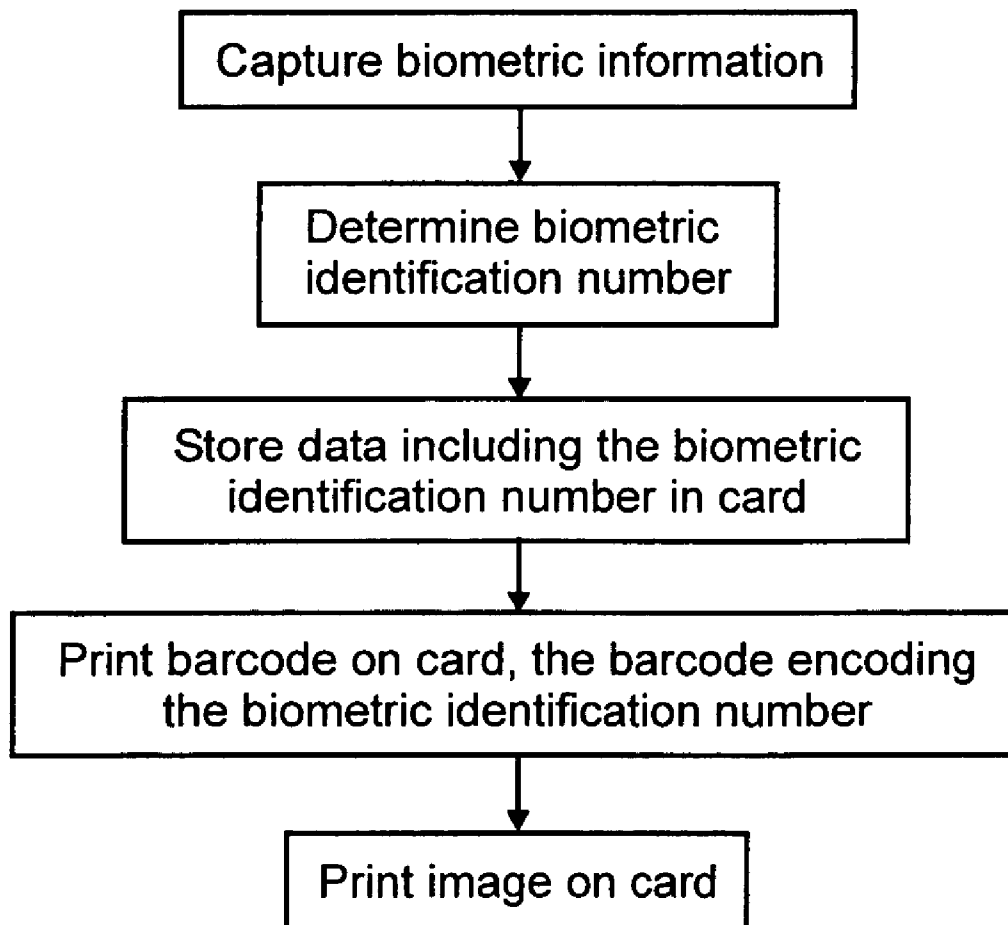 Capture biometric information
Determine biometric
identification number
Store data including the biometric
identification number in card
Print barcode on card, the barcode encoding
the biometric identification number
Print image on card